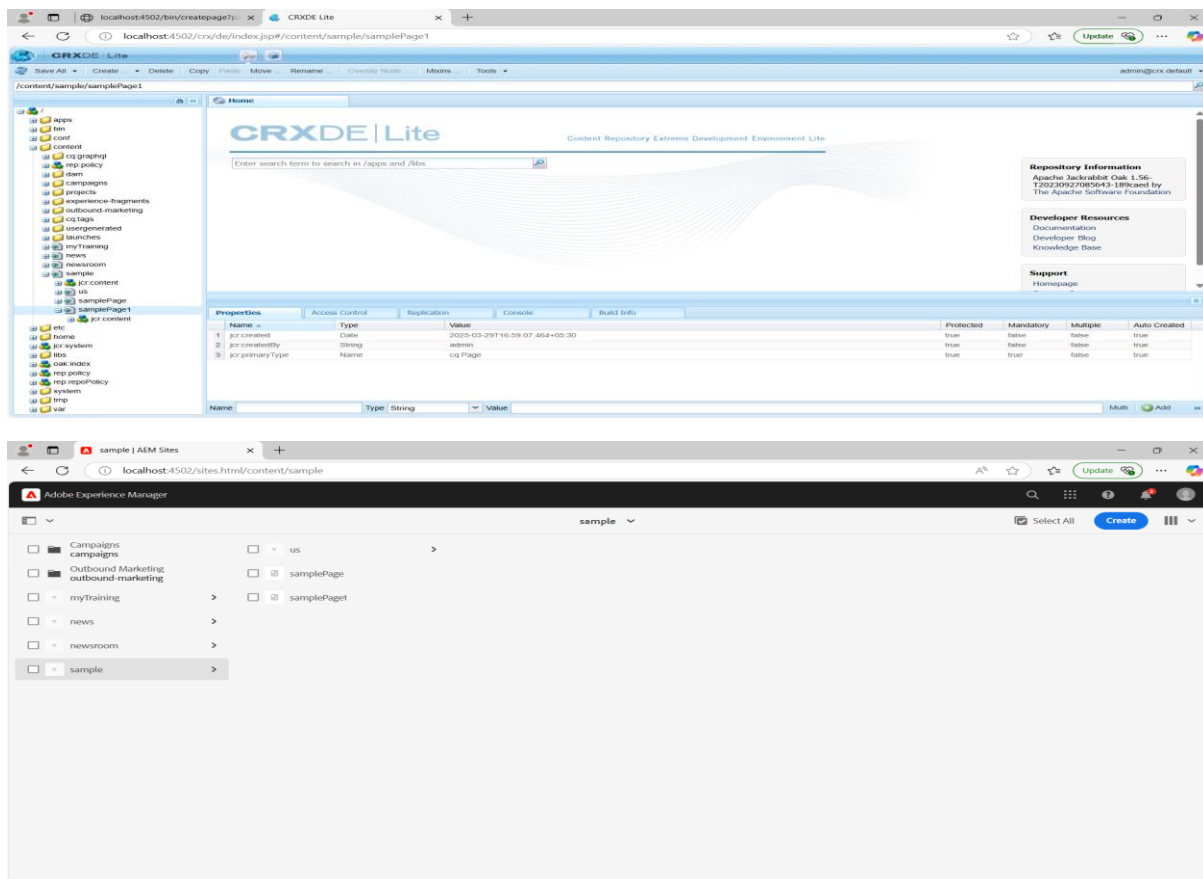 localhost:4502/bin/createpage?p
CRXDE Lite
localhost:4502/crx/de/index.jsp#/content/sample/samplePage1
Update
CRXDE Lite
Save All Create ... Delete Copy Paste Move ... Rename ... Overlay Node ... Mixins ... Tools admin@crx.default
/content/sample/samplePage1
Home
/
apps
bin
conf
content
cq:graphql
rep:policy
dam
campaigns
projects
experience-fragments
outbound-marketing
cq:tags
usergenerated
launches
myTraining
news
newsroom
sample
jcr:content
us
samplePage
samplePage1
jcr:content
etc
home
jcr:system
libs
oak:index
rep:policy
rep:repoPolicy
system
tmp
var
CRXDE | Lite
Content Repository Extreme Development Environment Lite
Enter search term to search in /apps and /libs
Repository Information
Apache Jackrabbit Oak 1.56-
T20230927085643-189caed by
The Apache Software Foundation
Developer Resources
Documentation
Developer Blog
Knowledge Base
Support
Homepage
Properties Access Control Replication Console Build Info
Name Type Value Protected Mandatory Multiple Auto Created
1 jcr:created Date 2025-03-29T16:59:07.464+05:30 true false false true
2 jcr:createdBy String admin true false false true
3 jcr:primaryType Name cq:Page true true false true
Name Type String Value Multi Add
sample | AEM Sites
localhost:4502/sites.html/content/sample
Update
Adobe Experience Manager
sample
Select All
Create
Campaigns
campaigns
Outbound Marketing
outbound-marketing
myTraining
news
newsroom
sample
us
samplePage
samplePage1